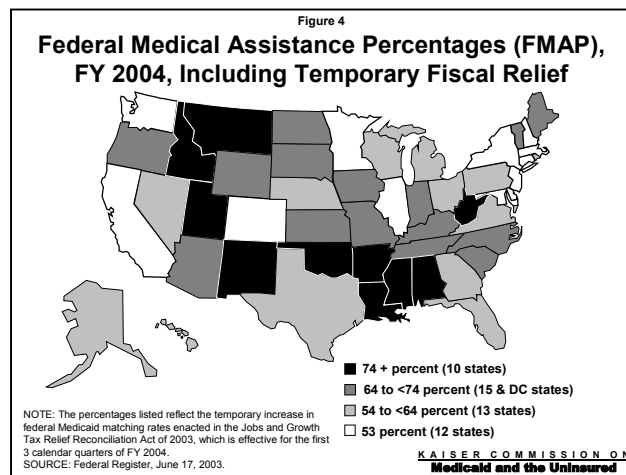 Figure 4
Federal Medical Assistance Percentages (FMAP),
FY 2004, Including Temporary Fiscal Relief
74 + percent (10 states)
64 to <74 percent (15 & DC states)
54 to <64 percent (13 states)
53 percent (12 states)
NOTE: The percentages listed reflect the temporary increase in
federal Medicaid matching rates enacted in the Jobs and Growth
Tax Relief Reconciliation Act of 2003, which is effective for the first
3 calendar quarters of FY 2004.
SOURCE: Federal Register, June 17, 2003.
KAISER COMMISSION ON
Medicaid and the Uninsured